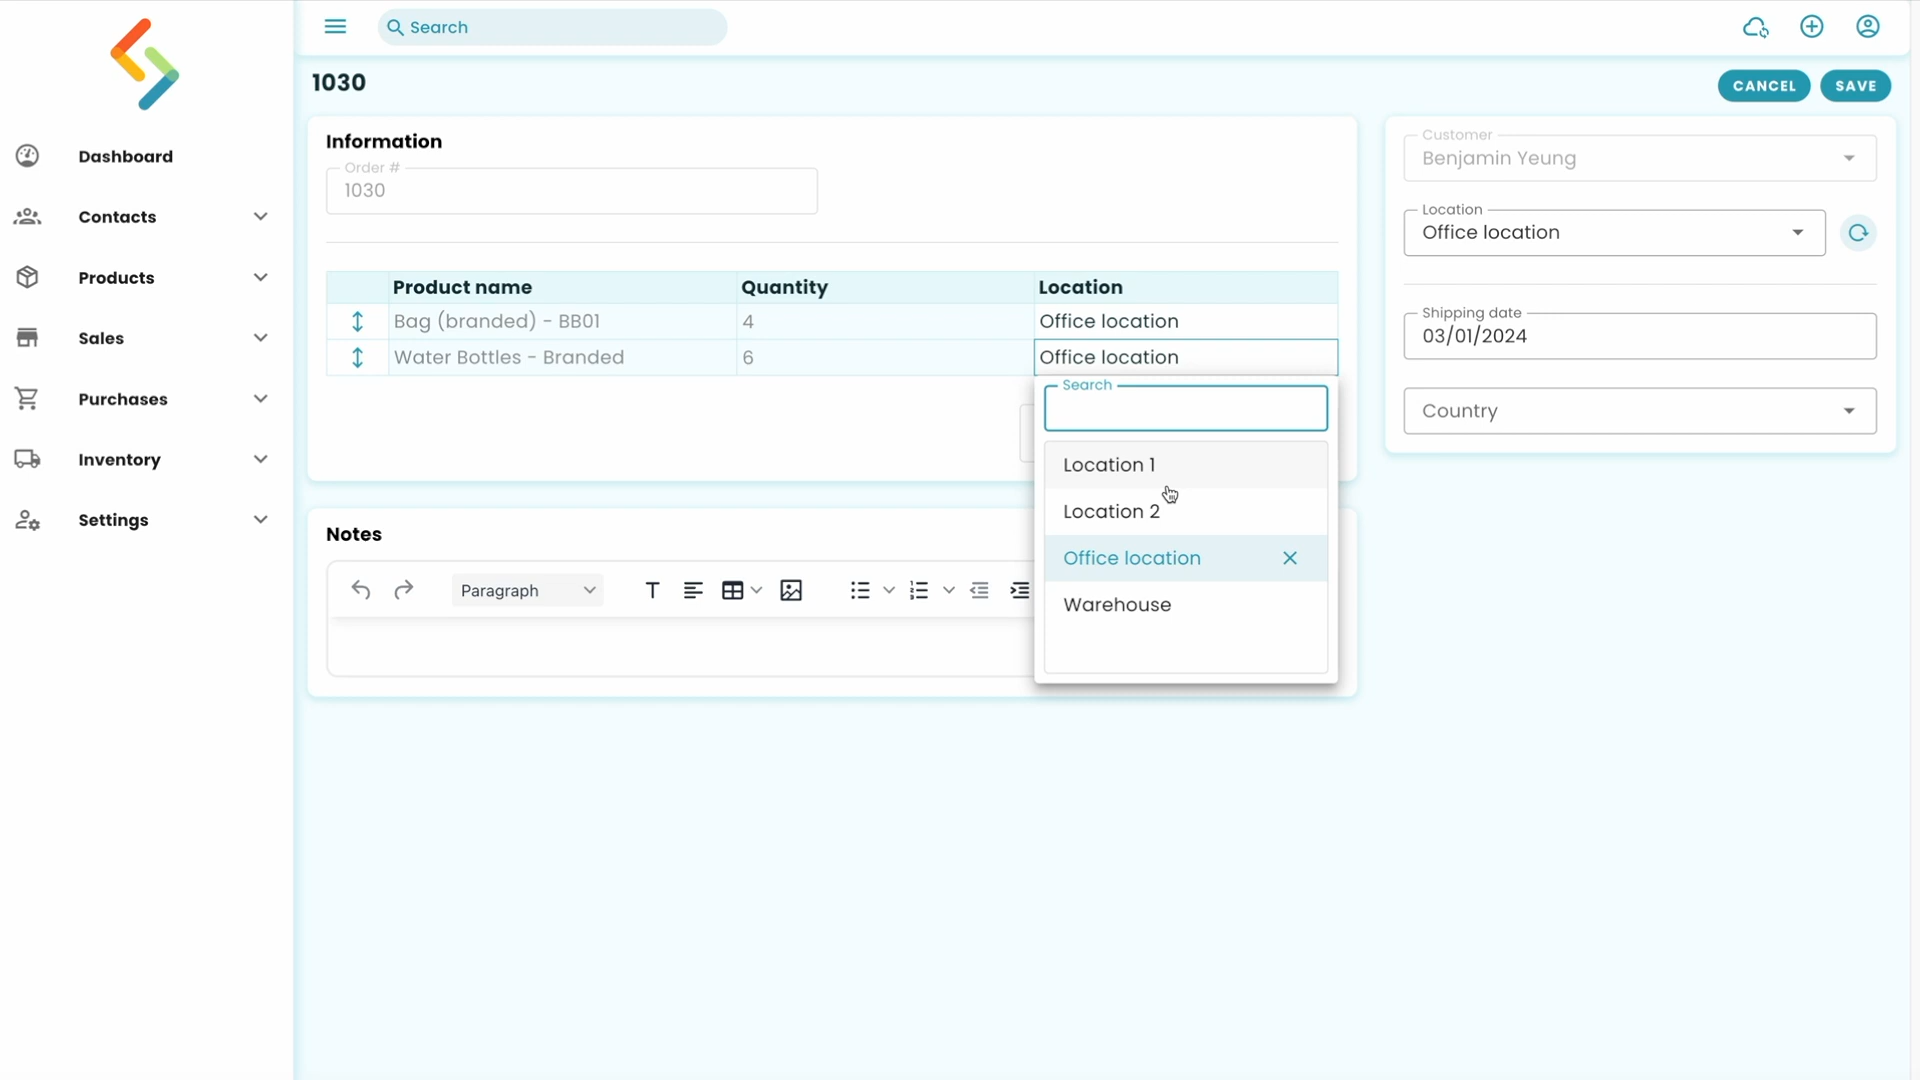 Search
1030
CANCEL
SAVE
Dashboard
Contacts
Products
Sales
Purchases
Inventory
Settings
Information
Order #
1030
Product name Quantity Location
Bag (branded) - BB01 4 Office location
Water Bottles - Branded 6 Office location
Search
Location 1
Location 2
Office location
Warehouse
Notes
Paragraph
Customer
Benjamin Yeung
Location
Office location
Shipping date
03/01/2024
Country